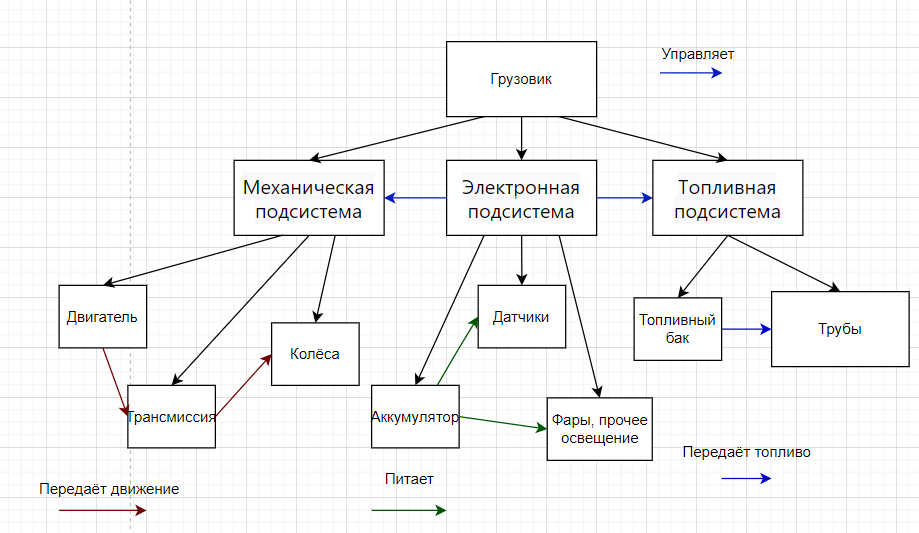 Грузовик
Управляет
Механическая
подсистема
Электронная
подсистема
Топливная
подсистема
Двигатель
Датчики
Топливный
бак
Трубы
Колёса
Трансмиссия
Аккумулятор
Фары, прочее
освещение
Передаёт топливо
Питает
Передаёт движение